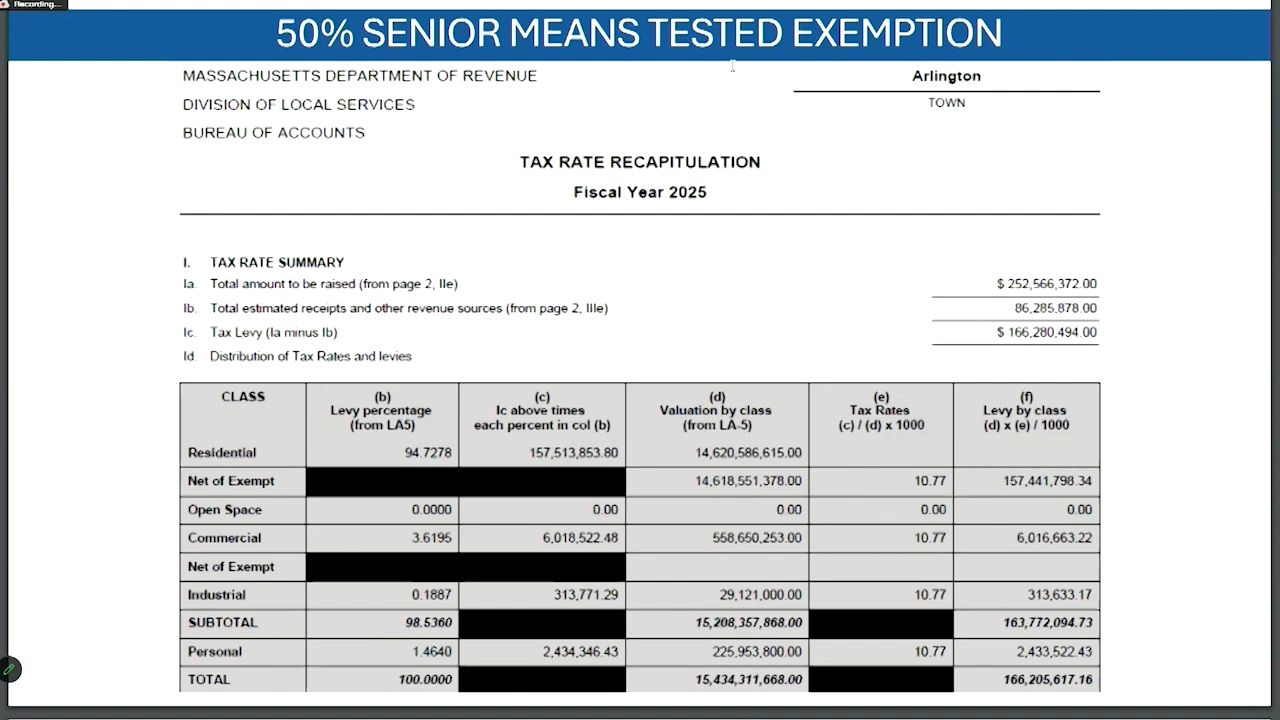 Recording...
50% SENIOR MEANS TESTED EXEMPTION
MASSACHUSETTS DEPARTMENT OF REVENUE
Arlington
DIVISION OF LOCAL SERVICES
TOWN
BUREAU OF ACCOUNTS
TAX RATE RECAPITULATION
Fiscal Year 2025
I. TAX RATE SUMMARY
Ia. Total amount to be raised (from page 2, IIe) $ 252,566,372.00
Ib. Total estimated receipts and other revenue sources (from page 2, IIIe) 86,285,878.00
Ic. Tax Levy (Ia minus Ib) $ 166,280,494.00
Id. Distribution of Tax Rates and levies
CLASS (b) (c) (d) (e) (f)
Levy percentage Ic above times Valuation by class Tax Rates Levy by class
(from LA5) each percent in col (b) (from LA-5) (c) / (d) x 1000 (d) x (e) / 1000
Residential 94.7278 157,513,853.80 14,620,586,615.00
Net of Exempt 14,618,551,378.00 10.77 157,441,798.34
Open Space 0.0000 0.00 0.00 0.00 0.00
Commercial 3.6195 6,018,522.48 558,650,253.00 10.77 6,016,663.22
Net of Exempt
Industrial 0.1887 313,771.29 29,121,000.00 10.77 313,633.17
SUBTOTAL 98.5360 15,208,357,868.00 163,772,094.73
Personal 1.4640 2,434,346.43 225,953,800.00 10.77 2,433,522.43
TOTAL 100.0000 15,434,311,668.00 166,205,617.16